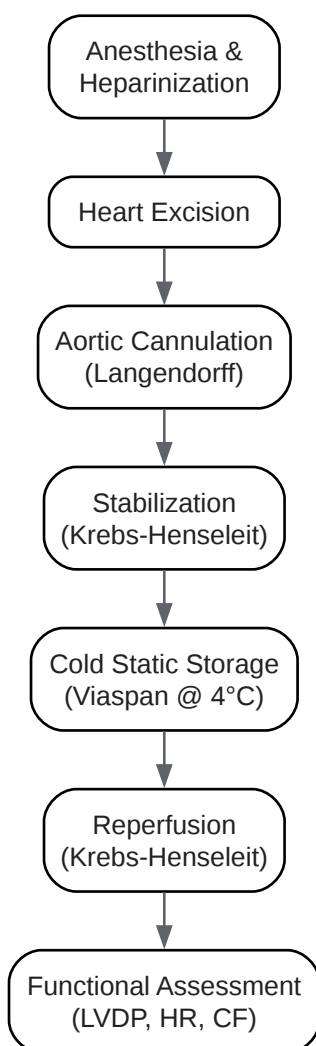 Anesthesia &
Heparinization
Heart Excision
Aortic Cannulation
(Langendorff)
Stabilization
(Krebs-Henseleit)
Cold Static Storage
(Viaspan @ 4°C)
Reperfusion
(Krebs-Henseleit)
Functional Assessment
(LVDP, HR, CF)